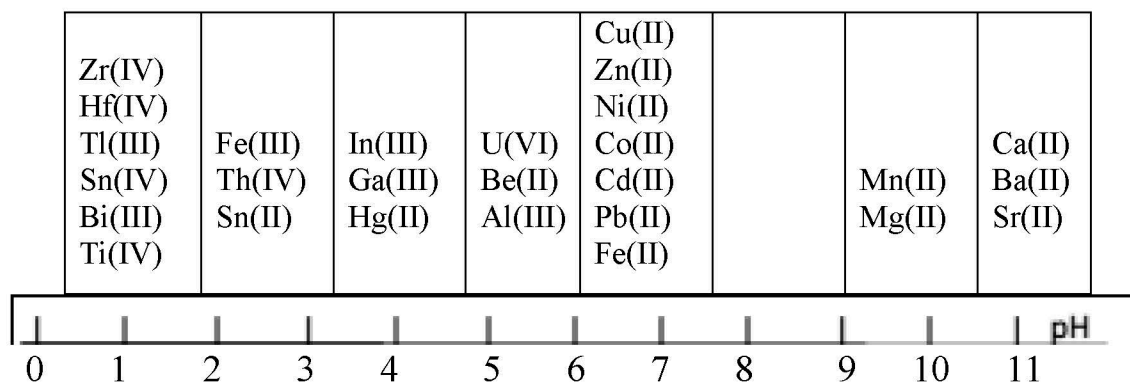 Zr(IV)
Hf(IV)
Tl(III)
Sn(IV)
Bi(III)
Ti(IV)
Fe(III)
Th(IV)
Sn(II)
In(III)
Ga(III)
Hg(II)
U(VI)
Be(II)
Al(III)
Cu(II)
Zn(II)
Ni(II)
Co(II)
Cd(II)
Pb(II)
Fe(II)
Mn(II)
Mg(II)
Ca(II)
Ba(II)
Sr(II)
pH
0 1 2 3 4 5 6 7 8 9 10 11